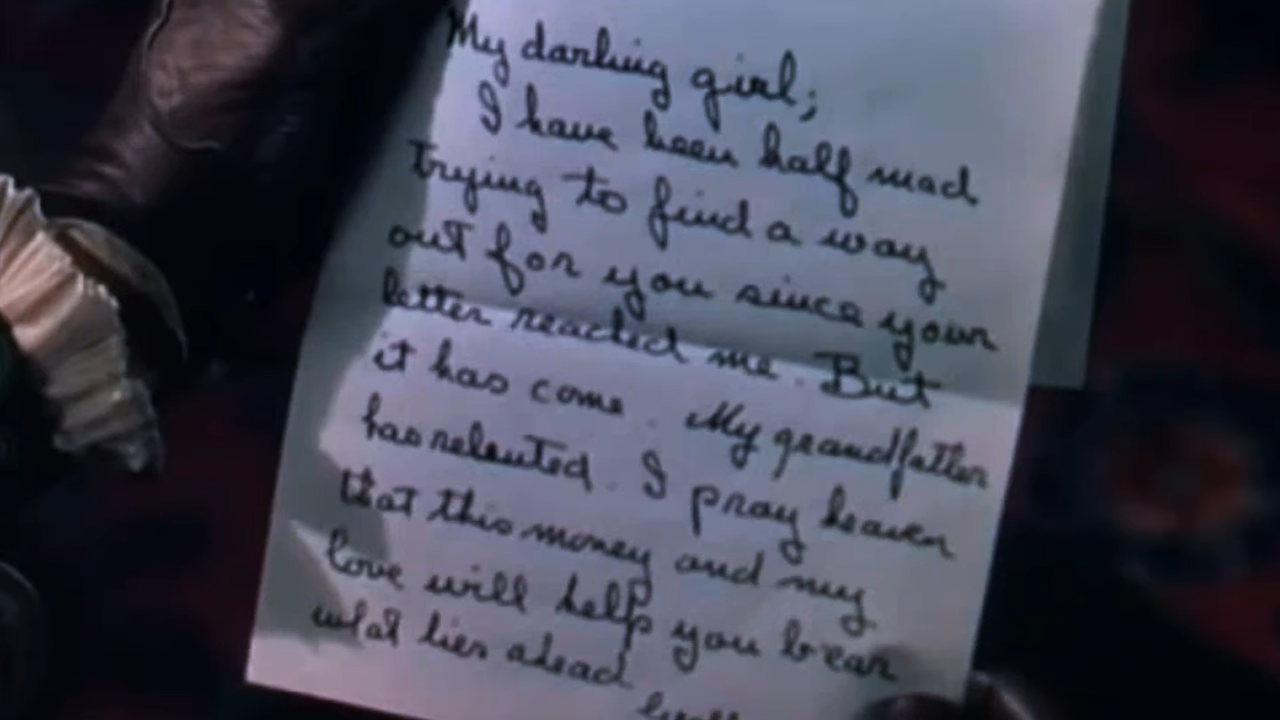 My darling girl;
I have been half mad
trying to find a way
out for you since your
letter reached me. But
it has come. My grandfather
has relented. I pray heaven
that this money and my
love will help you bear
what lies ahead